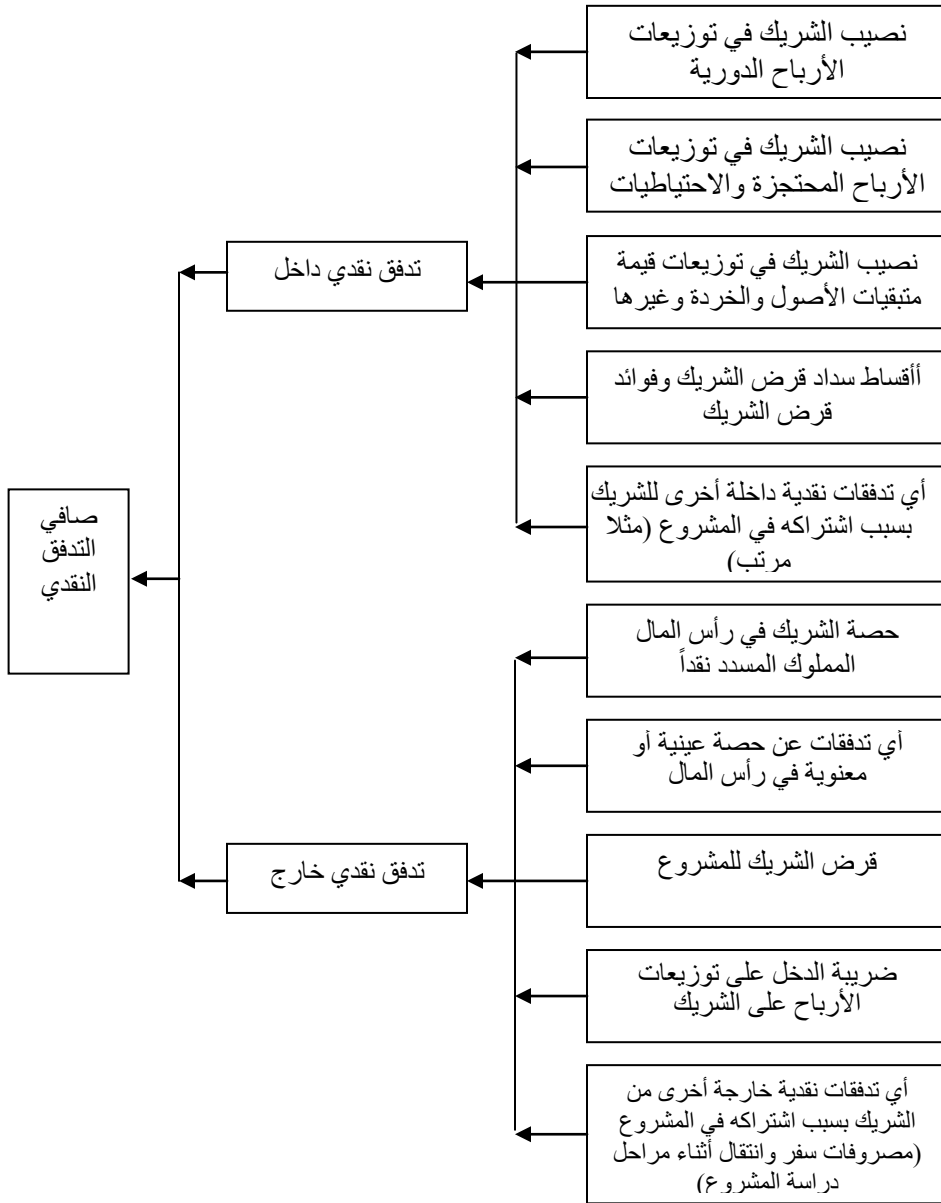 نصيب الشريك في توزيعات
الأرباح الدورية
نصيب الشريك في توزيعات
الأرباح المحتجزة والاحتياطيات
نصيب الشريك في توزيعات قيمة
متبقيات الأصول والخردة وغيرها
أأقساط سداد قرض الشريك وفوائد
قرض الشريك
أي تدفقات نقدية داخلة أخرى للشريك
بسبب اشتراكه في المشروع (مثلا
مرتب)
تدفق نقدي داخل
صافي
التدفق
النقدي
حصة الشريك في رأس المال
المملوك المسدد نقداً
أي تدفقات عن حصة عينية أو
معنوية في رأس المال
قرض الشريك للمشروع
ضريبة الدخل على توزيعات
الأرباح على الشريك
أي تدفقات نقدية خارجة أخرى من
الشريك بسبب اشتراكه في المشروع
(مصروفات سفر وانتقال أثناء مراحل
دراسة المشروع)
تدفق نقدي خارج